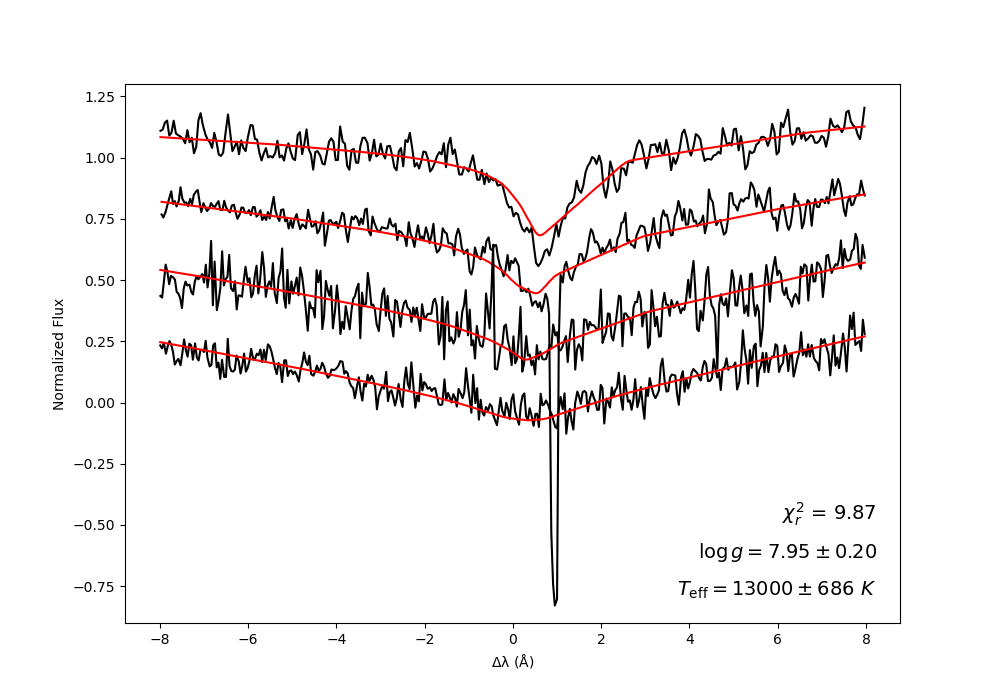 1.25
1.00
0.75
0.50
0.25
0.00
−0.25
−0.50
−0.75
Normalized Flux
χ²ᵣ = 9.87
log g = 7.95 ± 0.20
T_eff = 13000 ± 686 K
−8 −6 −4 −2 0 2 4 6 8
Δλ (Å)